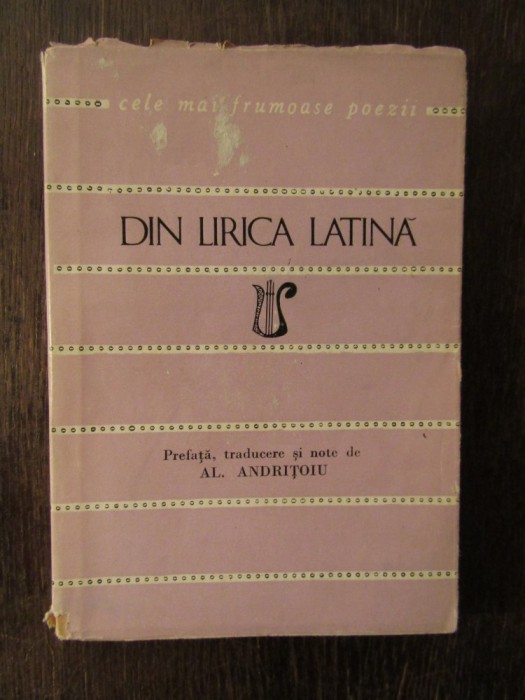 cele mai frumoase poezii
DIN LIRICA LATINĂ
Prefață, traducere și note de
AL. ANDRIȚOIU